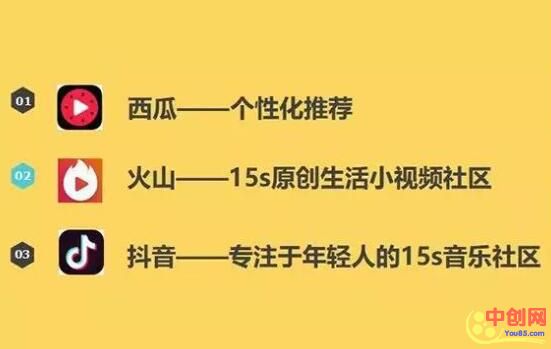 01
西瓜——个性化推荐
02
火山——15s原创生活小视频社区
03
抖音——专注于年轻人的15s音乐社区
中创网
You85.com